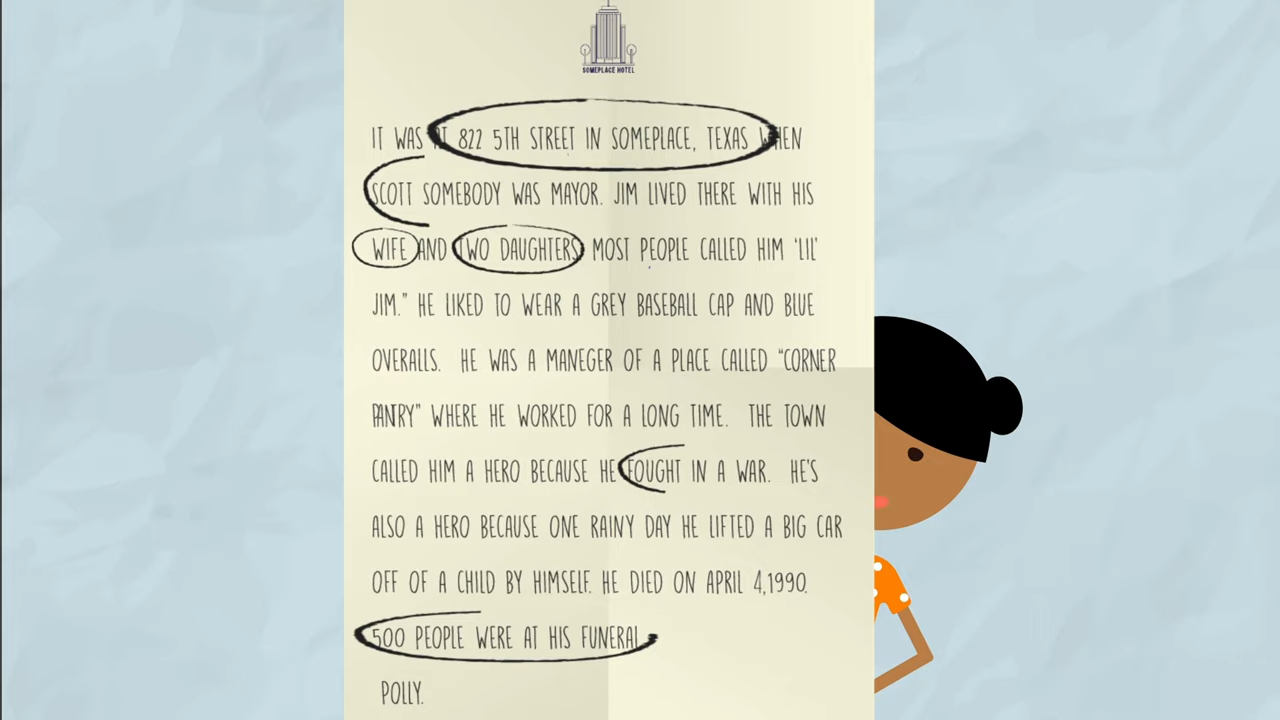 SOMEPLACE HOTEL
IT WAS AT 822 5TH STREET IN SOMEPLACE, TEXAS WHEN
SCOTT SOMEBODY WAS MAYOR. JIM LIVED THERE WITH HIS
WIFE AND TWO DAUGHTERS. MOST PEOPLE CALLED HIM 'LIL'
JIM." HE LIKED TO WEAR A GREY BASEBALL CAP AND BLUE
OVERALLS. HE WAS A MANEGER OF A PLACE CALLED "CORNER
PANTRY" WHERE HE WORKED FOR A LONG TIME. THE TOWN
CALLED HIM A HERO BECAUSE HE FOUGHT IN A WAR. HE'S
ALSO A HERO BECAUSE ONE RAINY DAY HE LIFTED A BIG CAR
OFF OF A CHILD BY HIMSELF. HE DIED ON APRIL 4,1990.
500 PEOPLE WERE AT HIS FUNERAL
POLLY.